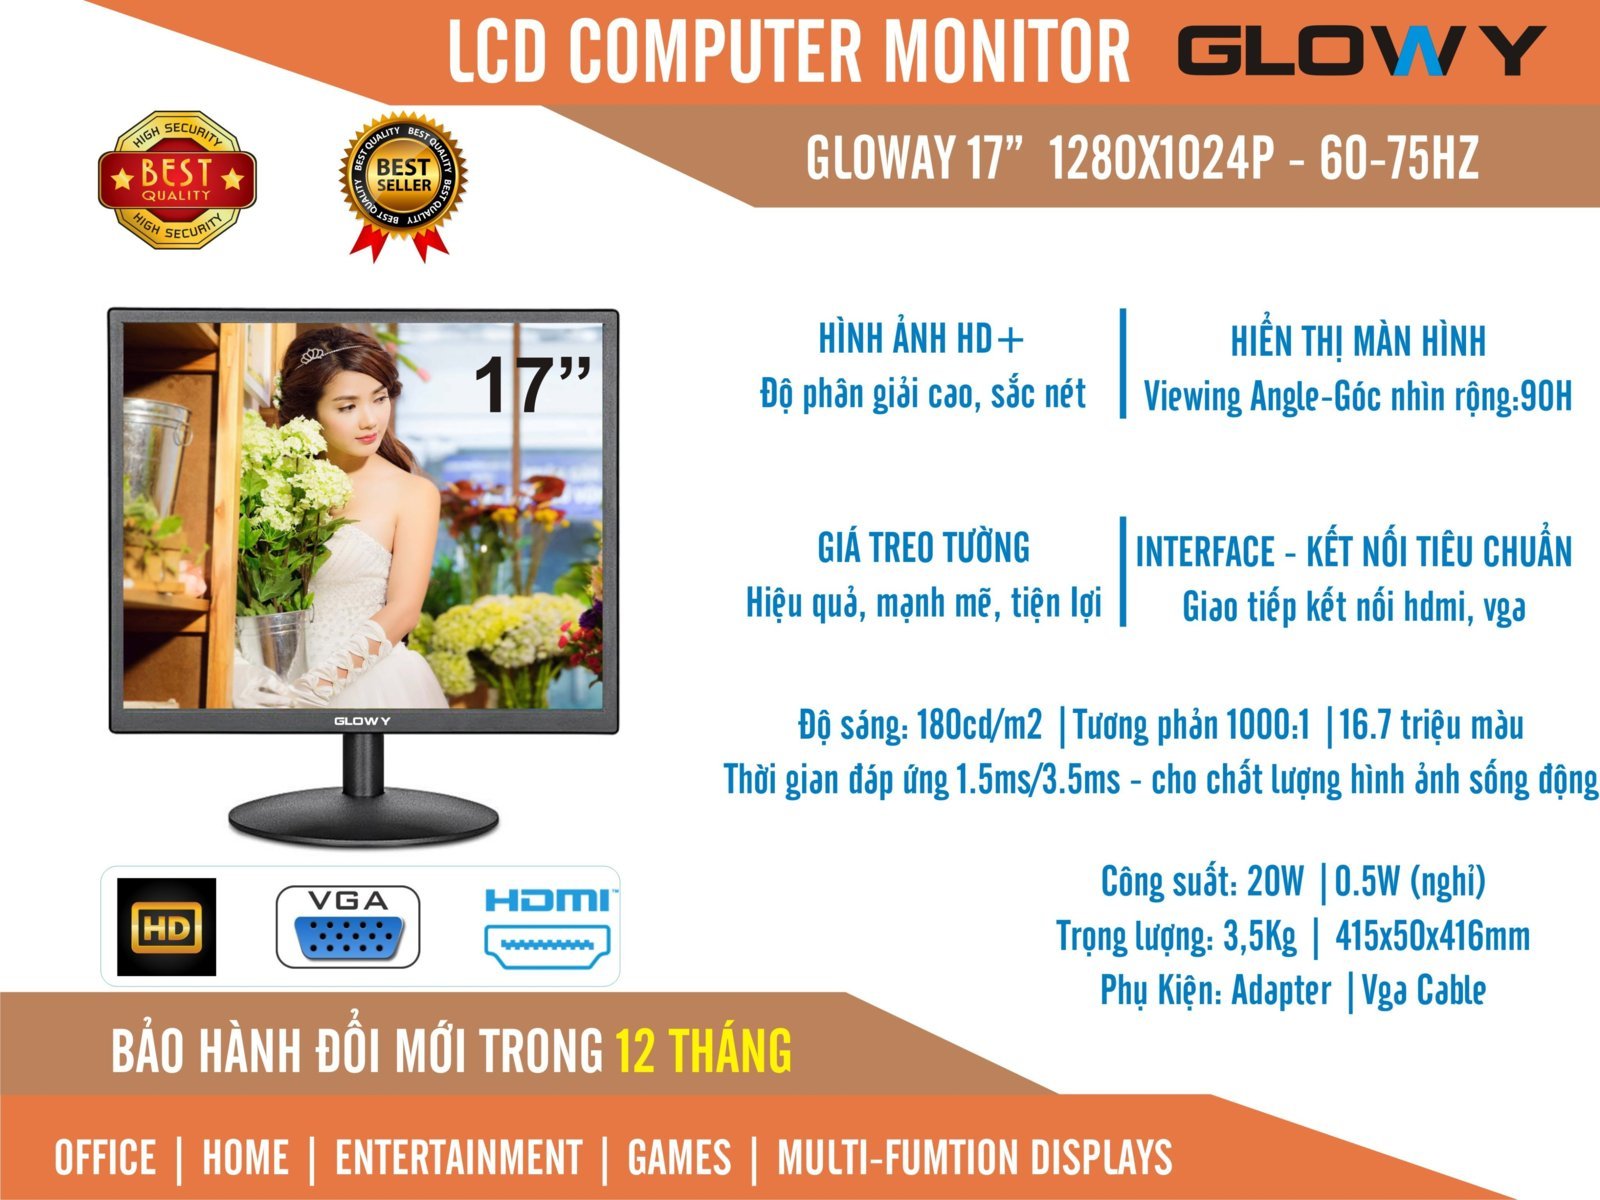 LCD COMPUTER MONITOR GLOWY
GLOWAY 17” 1280X1024P - 60-75HZ
HIGH SECURITY
BEST
QUALITY
HIGH SECURITY
BEST QUALITY BEST QUALITY BEST QUALITY
BEST
SELLER
17”
GLOWY
HÌNH ẢNH HD+
Độ phân giải cao, sắc nét
HIỂN THỊ MÀN HÌNH
Viewing Angle-Góc nhìn rộng:90H
GIÁ TREO TƯỜNG
Hiệu quả, mạnh mẽ, tiện lợi
INTERFACE - KẾT NỐI TIÊU CHUẨN
Giao tiếp kết nối hdmi, vga
Độ sáng: 180cd/m2 | Tương phản 1000:1 | 16.7 triệu màu
Thời gian đáp ứng 1.5ms/3.5ms - cho chất lượng hình ảnh sống động
Công suất: 20W | 0.5W (nghỉ)
Trọng lượng: 3,5Kg | 415x50x416mm
Phụ Kiện: Adapter | Vga Cable
HD
VGA
HDMI™
BẢO HÀNH ĐỔI MỚI TRONG 12 THÁNG
OFFICE | HOME | ENTERTAINMENT | GAMES | MULTI-FUMTION DISPLAYS